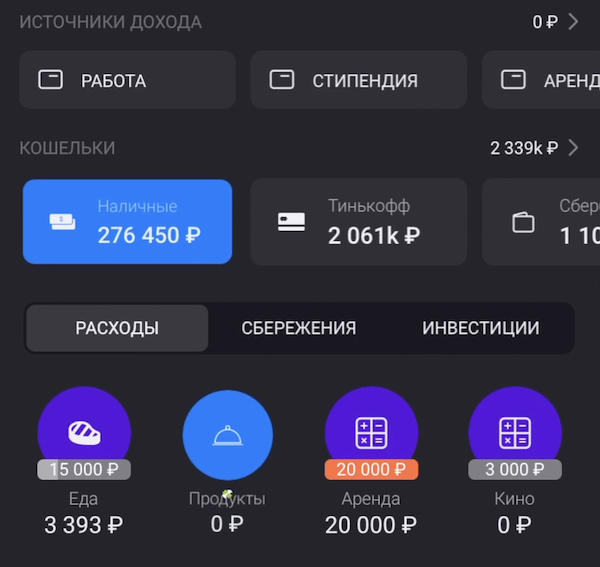 ИСТОЧНИКИ ДОХОДА 0 ₽
РАБОТА СТИПЕНДИЯ АРЕНД
КОШЕЛЬКИ 2 339k ₽
Наличные Тинькофф Сбер
276 450 ₽ 2 061k ₽ 1 10
РАСХОДЫ СБЕРЕЖЕНИЯ ИНВЕСТИЦИИ
15 000 ₽ 20 000 ₽ 3 000 ₽
Еда Продукты Аренда Кино
3 393 ₽ 0 ₽ 20 000 ₽ 0 ₽